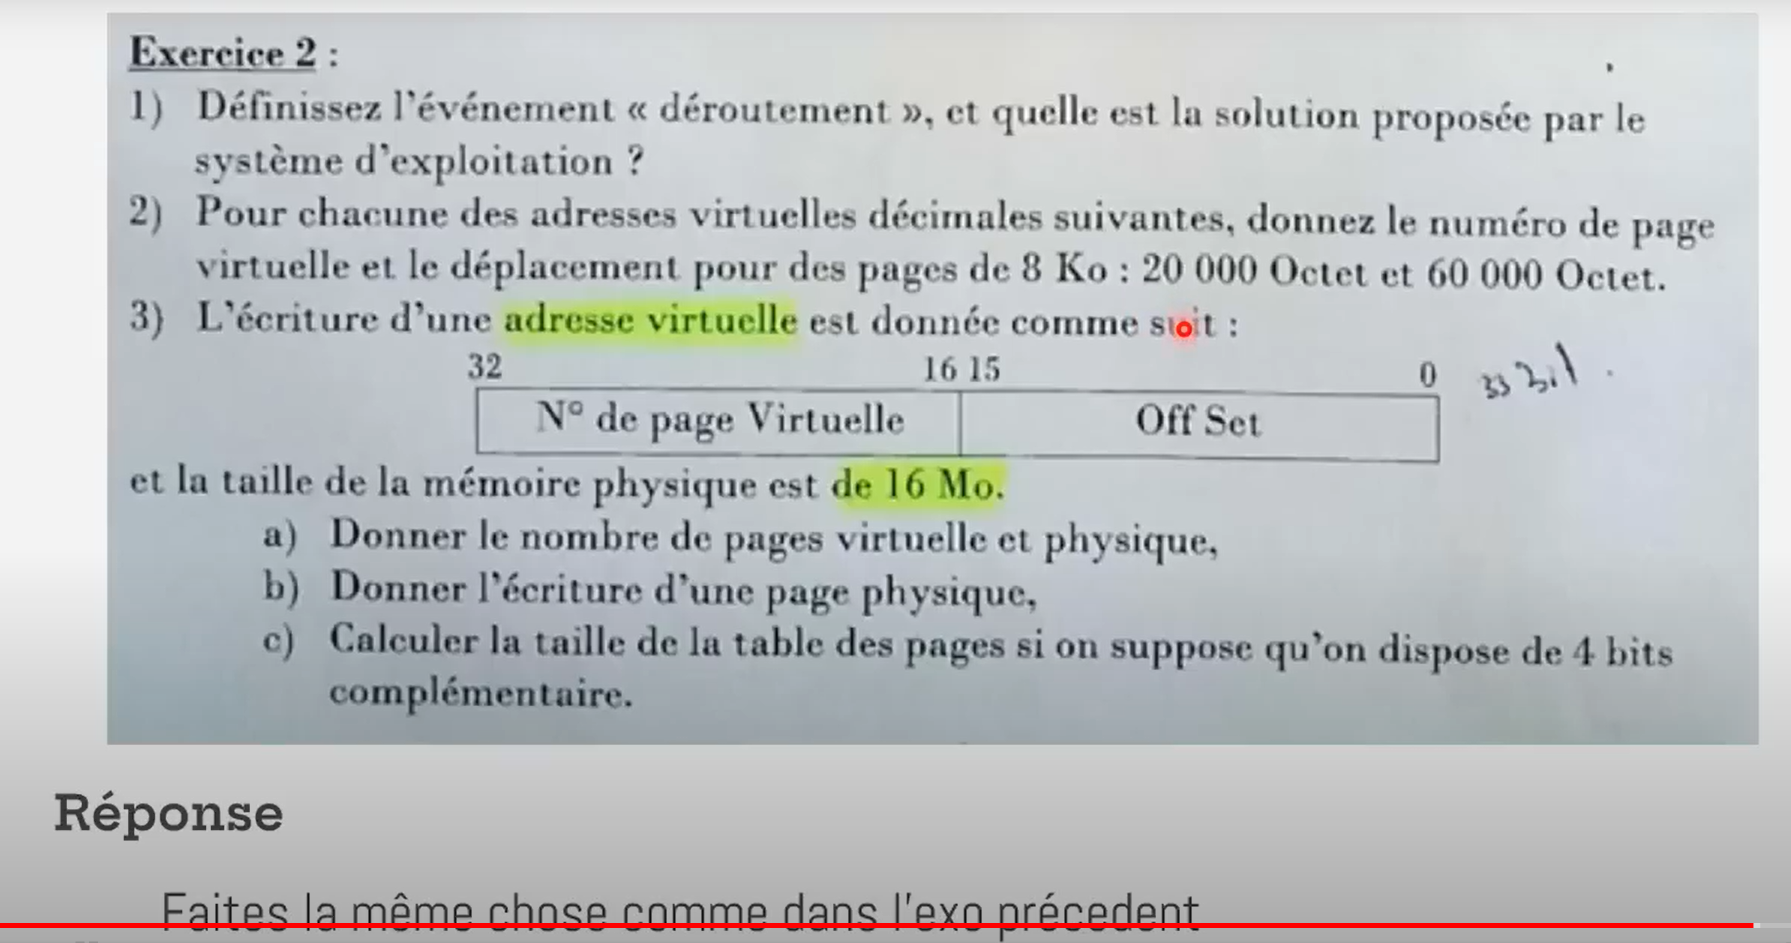 Exercice 2 :
1) Définissez l'événement « déroutement », et quelle est la solution proposée par le
système d'exploitation ?
2) Pour chacune des adresses virtuelles décimales suivantes, donnez le numéro de page
virtuelle et le déplacement pour des pages de 8 Ko : 20 000 Octet et 60 000 Octet.
3) L'écriture d'une adresse virtuelle est donnée comme suit :
32 16 15 0 33 bit.
N° de page Virtuelle Off Set
et la taille de la mémoire physique est de 16 Mo.
a) Donner le nombre de pages virtuelle et physique,
b) Donner l'écriture d'une page physique,
c) Calculer la taille de la table des pages si on suppose qu'on dispose de 4 bits
complémentaire.
Réponse
Faites la même chose comme dans l'exo précedent